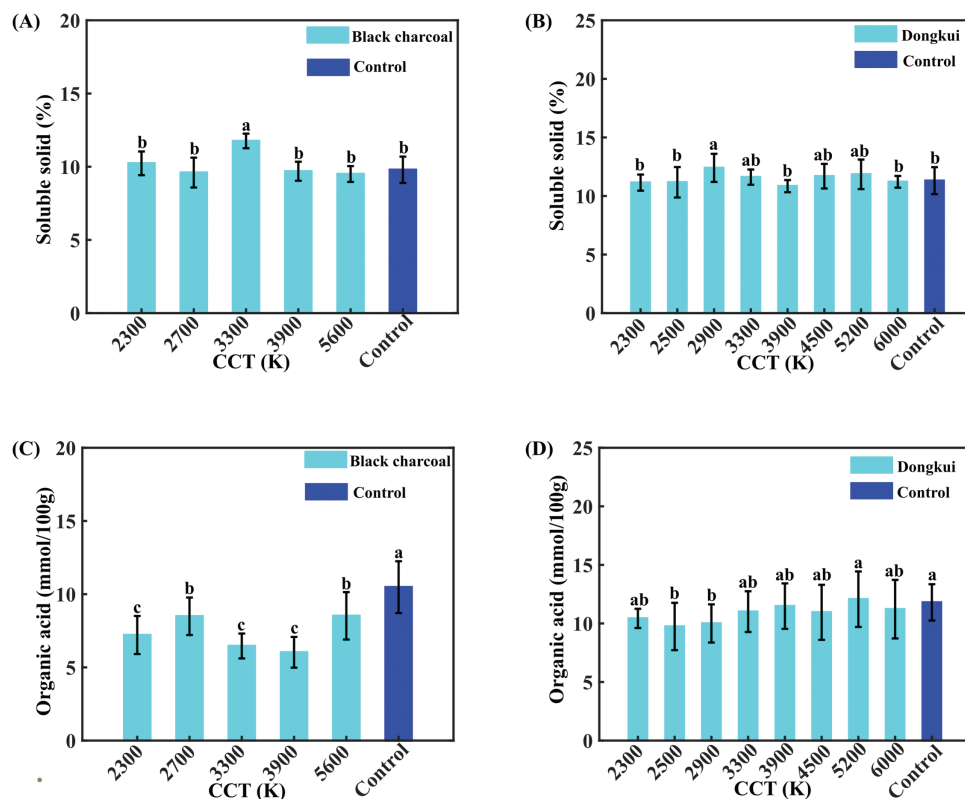 (A)
20
15
10
5
0
Soluble solid (%)
Black charcoal
Control
b
b
a
b
b
b
2300
2700
3300
3900
5600
Control
CCT (K)
(B)
25
20
15
10
5
0
Soluble solid (%)
Dongkui
Control
b
b
a
ab
b
ab
ab
b
b
2300
2500
2900
3300
3900
4500
5200
6000
Control
CCT (K)
(C)
20
15
10
5
0
Organic acid (mmol/100g)
Black charcoal
Control
c
b
c
c
b
a
2300
2700
3300
3900
5600
Control
CCT (K)
(D)
25
20
15
10
5
0
Organic acid (mmol/100g)
Dongkui
Control
ab
b
b
ab
ab
ab
a
ab
a
2300
2500
2900
3300
3900
4500
5200
6000
Control
CCT (K)